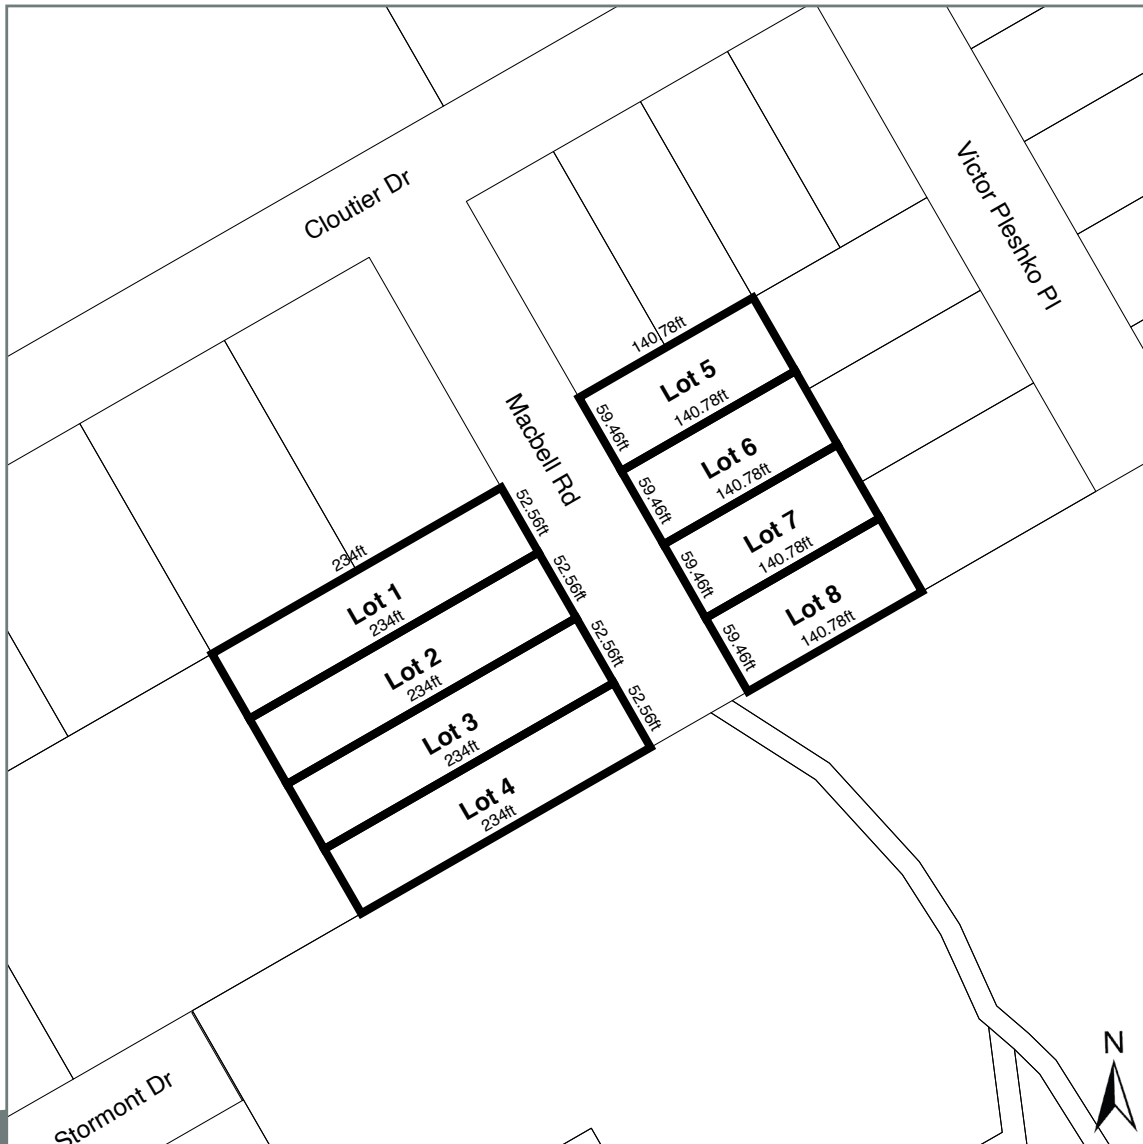 Cloutier Dr
Victor Pleshko Pl
Macbell Rd
140.78ft
Lot 5
140.78ft
59.46ft
Lot 6
140.78ft
59.46ft
Lot 7
140.78ft
59.46ft
Lot 8
140.78ft
59.46ft
234ft
52.56ft
Lot 1
234ft
52.56ft
Lot 2
234ft
52.56ft
Lot 3
234ft
52.56ft
Lot 4
234ft
Stormont Dr
N